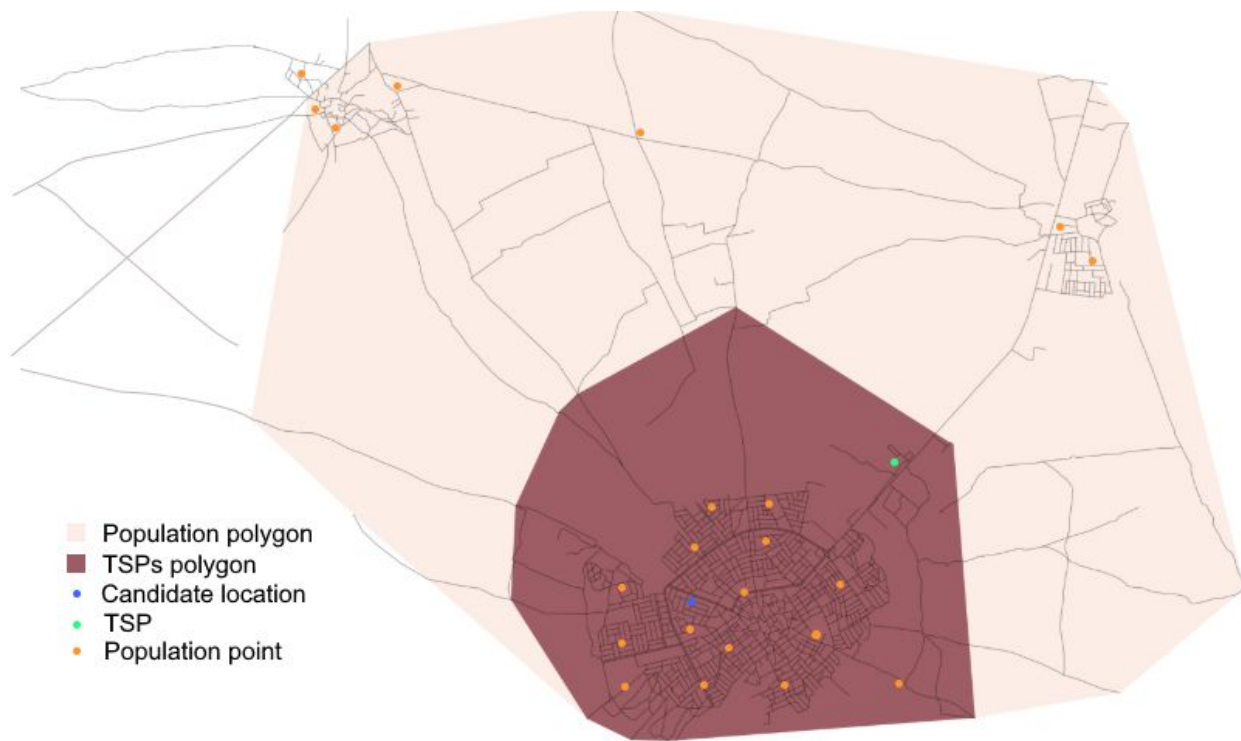 Population polygon
TSPs polygon
Candidate location
TSP
Population point